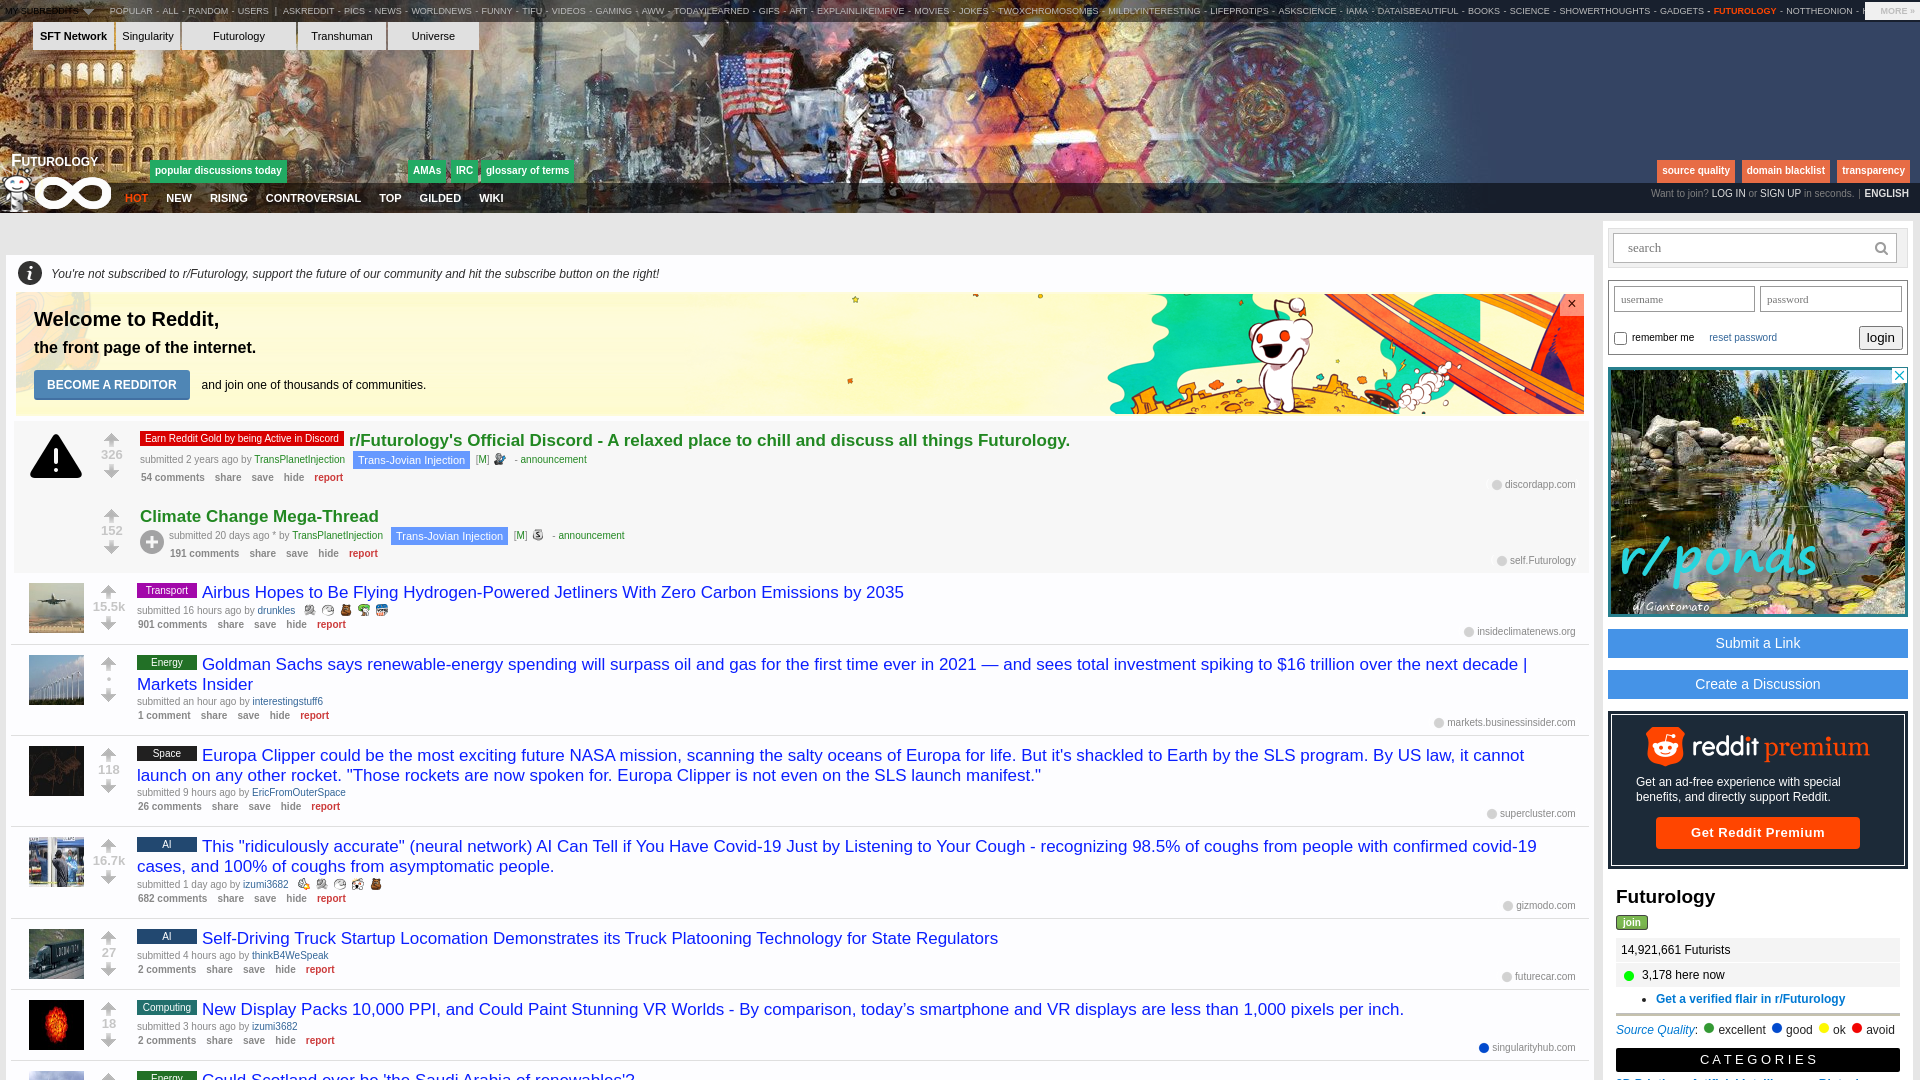 MY SUBREDDITS POPULAR - ALL - RANDOM - USERS | ASKREDDIT - PICS - NEWS - WORLDNEWS - FUNNY - TIFU - VIDEOS - GAMING - AWW - TODAYILEARNED - GIFS - ART - EXPLAINLIKEIMFIVE - MOVIES - JOKES - TWOXCHROMOSOMES - MILDLYINTERESTING - LIFEPROTIPS - ASKSCIENCE - IAMA - DATAISBEAUTIFUL - BOOKS - SCIENCE - SHOWERTHOUGHTS - GADGETS - FUTUROLOGY - NOTTHEONION - MORE »
SFT Network Singularity Futurology Transhuman Universe
FUTUROLOGY
popular discussions today AMAs IRC glossary of terms source quality domain blacklist transparency
HOT NEW RISING CONTROVERSIAL TOP GILDED WIKI
Want to join? LOG IN or SIGN UP in seconds. | ENGLISH
You're not subscribed to r/Futurology, support the future of our community and hit the subscribe button on the right!
Welcome to Reddit,
the front page of the internet.
BECOME A REDDITOR and join one of thousands of communities.
×
326
Earn Reddit Gold by being Active in Discord r/Futurology's Official Discord - A relaxed place to chill and discuss all things Futurology.
submitted 2 years ago by TransPlanetInjection Trans-Jovian Injection [M] - announcement
54 comments share save hide report
discordapp.com
152
Climate Change Mega-Thread
submitted 20 days ago * by TransPlanetInjection Trans-Jovian Injection [M] - announcement
191 comments share save hide report
self.Futurology
15.5k
Transport Airbus Hopes to Be Flying Hydrogen-Powered Jetliners With Zero Carbon Emissions by 2035
submitted 16 hours ago by drunkles
901 comments share save hide report
insideclimatenews.org
•
Energy Goldman Sachs says renewable-energy spending will surpass oil and gas for the first time ever in 2021 — and sees total investment spiking to $16 trillion over the next decade |
Markets Insider
submitted an hour ago by interestingstuff6
1 comment share save hide report
markets.businessinsider.com
118
Space Europa Clipper could be the most exciting future NASA mission, scanning the salty oceans of Europa for life. But it's shackled to Earth by the SLS program. By US law, it cannot
launch on any other rocket. "Those rockets are now spoken for. Europa Clipper is not even on the SLS launch manifest."
submitted 9 hours ago by EricFromOuterSpace
26 comments share save hide report
supercluster.com
16.7k
AI This "ridiculously accurate" (neural network) AI Can Tell if You Have Covid-19 Just by Listening to Your Cough - recognizing 98.5% of coughs from people with confirmed covid-19
cases, and 100% of coughs from asymptomatic people.
submitted 1 day ago by izumi3682
682 comments share save hide report
gizmodo.com
27
AI Self-Driving Truck Startup Locomation Demonstrates its Truck Platooning Technology for State Regulators
submitted 4 hours ago by thinkB4WeSpeak
2 comments share save hide report
futurecar.com
18
Computing New Display Packs 10,000 PPI, and Could Paint Stunning VR Worlds - By comparison, today’s smartphone and VR displays are less than 1,000 pixels per inch.
submitted 3 hours ago by izumi3682
2 comments share save hide report
singularityhub.com
Energy Could Scotland ever be 'the Saudi Arabia of renewables'?
search
username password
remember me reset password login
r/ponds
d/Giantomato
Submit a Link
Create a Discussion
reddit premium
Get an ad-free experience with special
benefits, and directly support Reddit.
Get Reddit Premium
Futurology
join
14,921,661 Futurists
3,178 here now
• Get a verified flair in r/Futurology
Source Quality: excellent good ok avoid
CATEGORIES